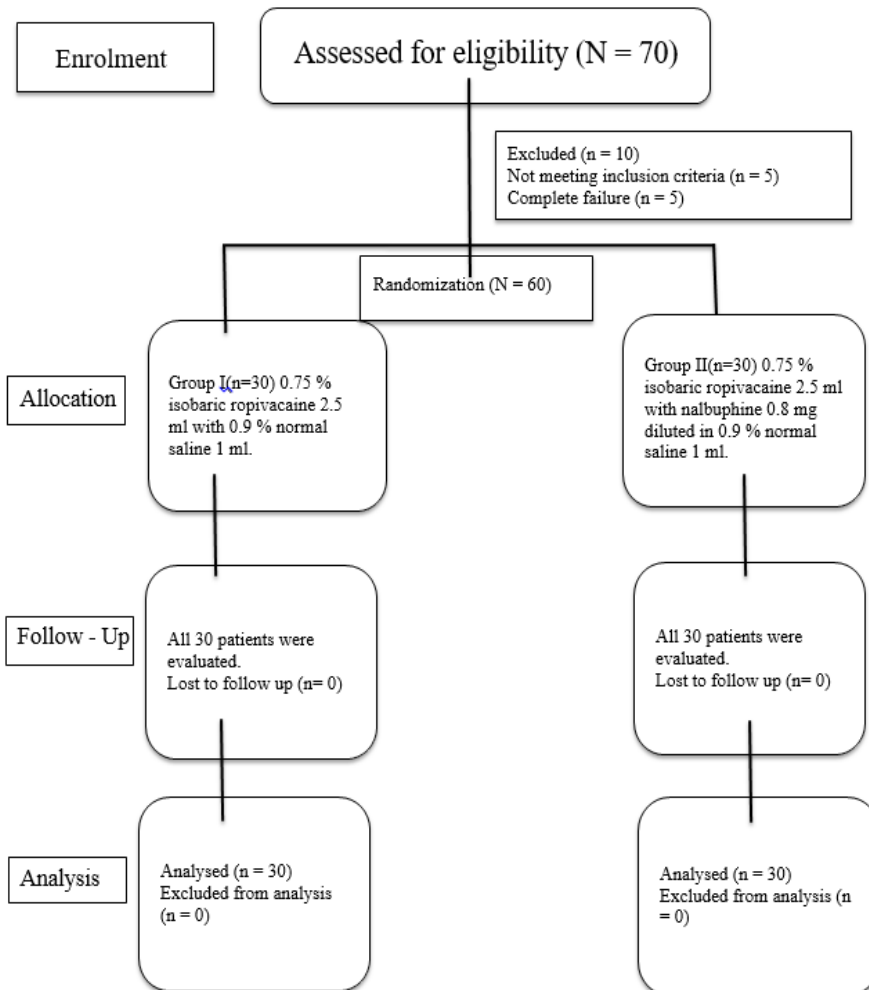 Enrolment
Assessed for eligibility (N = 70)
Excluded (n = 10)
Not meeting inclusion criteria (n = 5)
Complete failure (n = 5)
Randomization (N = 60)
Allocation
Group I(n=30) 0.75 %
isobaric ropivacaine 2.5
ml with 0.9 % normal
saline 1 ml.
Group II(n=30) 0.75 %
isobaric ropivacaine 2.5 ml
with nalbuphine 0.8 mg
diluted in 0.9 % normal
saline 1 ml.
Follow - Up
All 30 patients were
evaluated.
Lost to follow up (n= 0)
All 30 patients were
evaluated.
Lost to follow up (n= 0)
Analysis
Analysed (n = 30)
Excluded from analysis
(n = 0)
Analysed (n = 30)
Excluded from analysis (n
= 0)